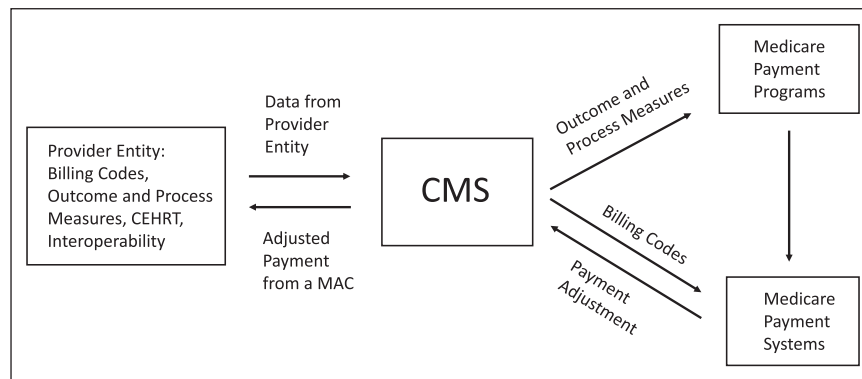 Provider Entity:
Billing Codes,
Outcome and Process
Measures, CEHRT,
Interoperability
Data from
Provider
Entity
Adjusted
Payment
from a MAC
CMS
Outcome and
Process Measures
Billing Codes
Payment
Adjustment
Medicare
Payment
Programs
Medicare
Payment
Systems